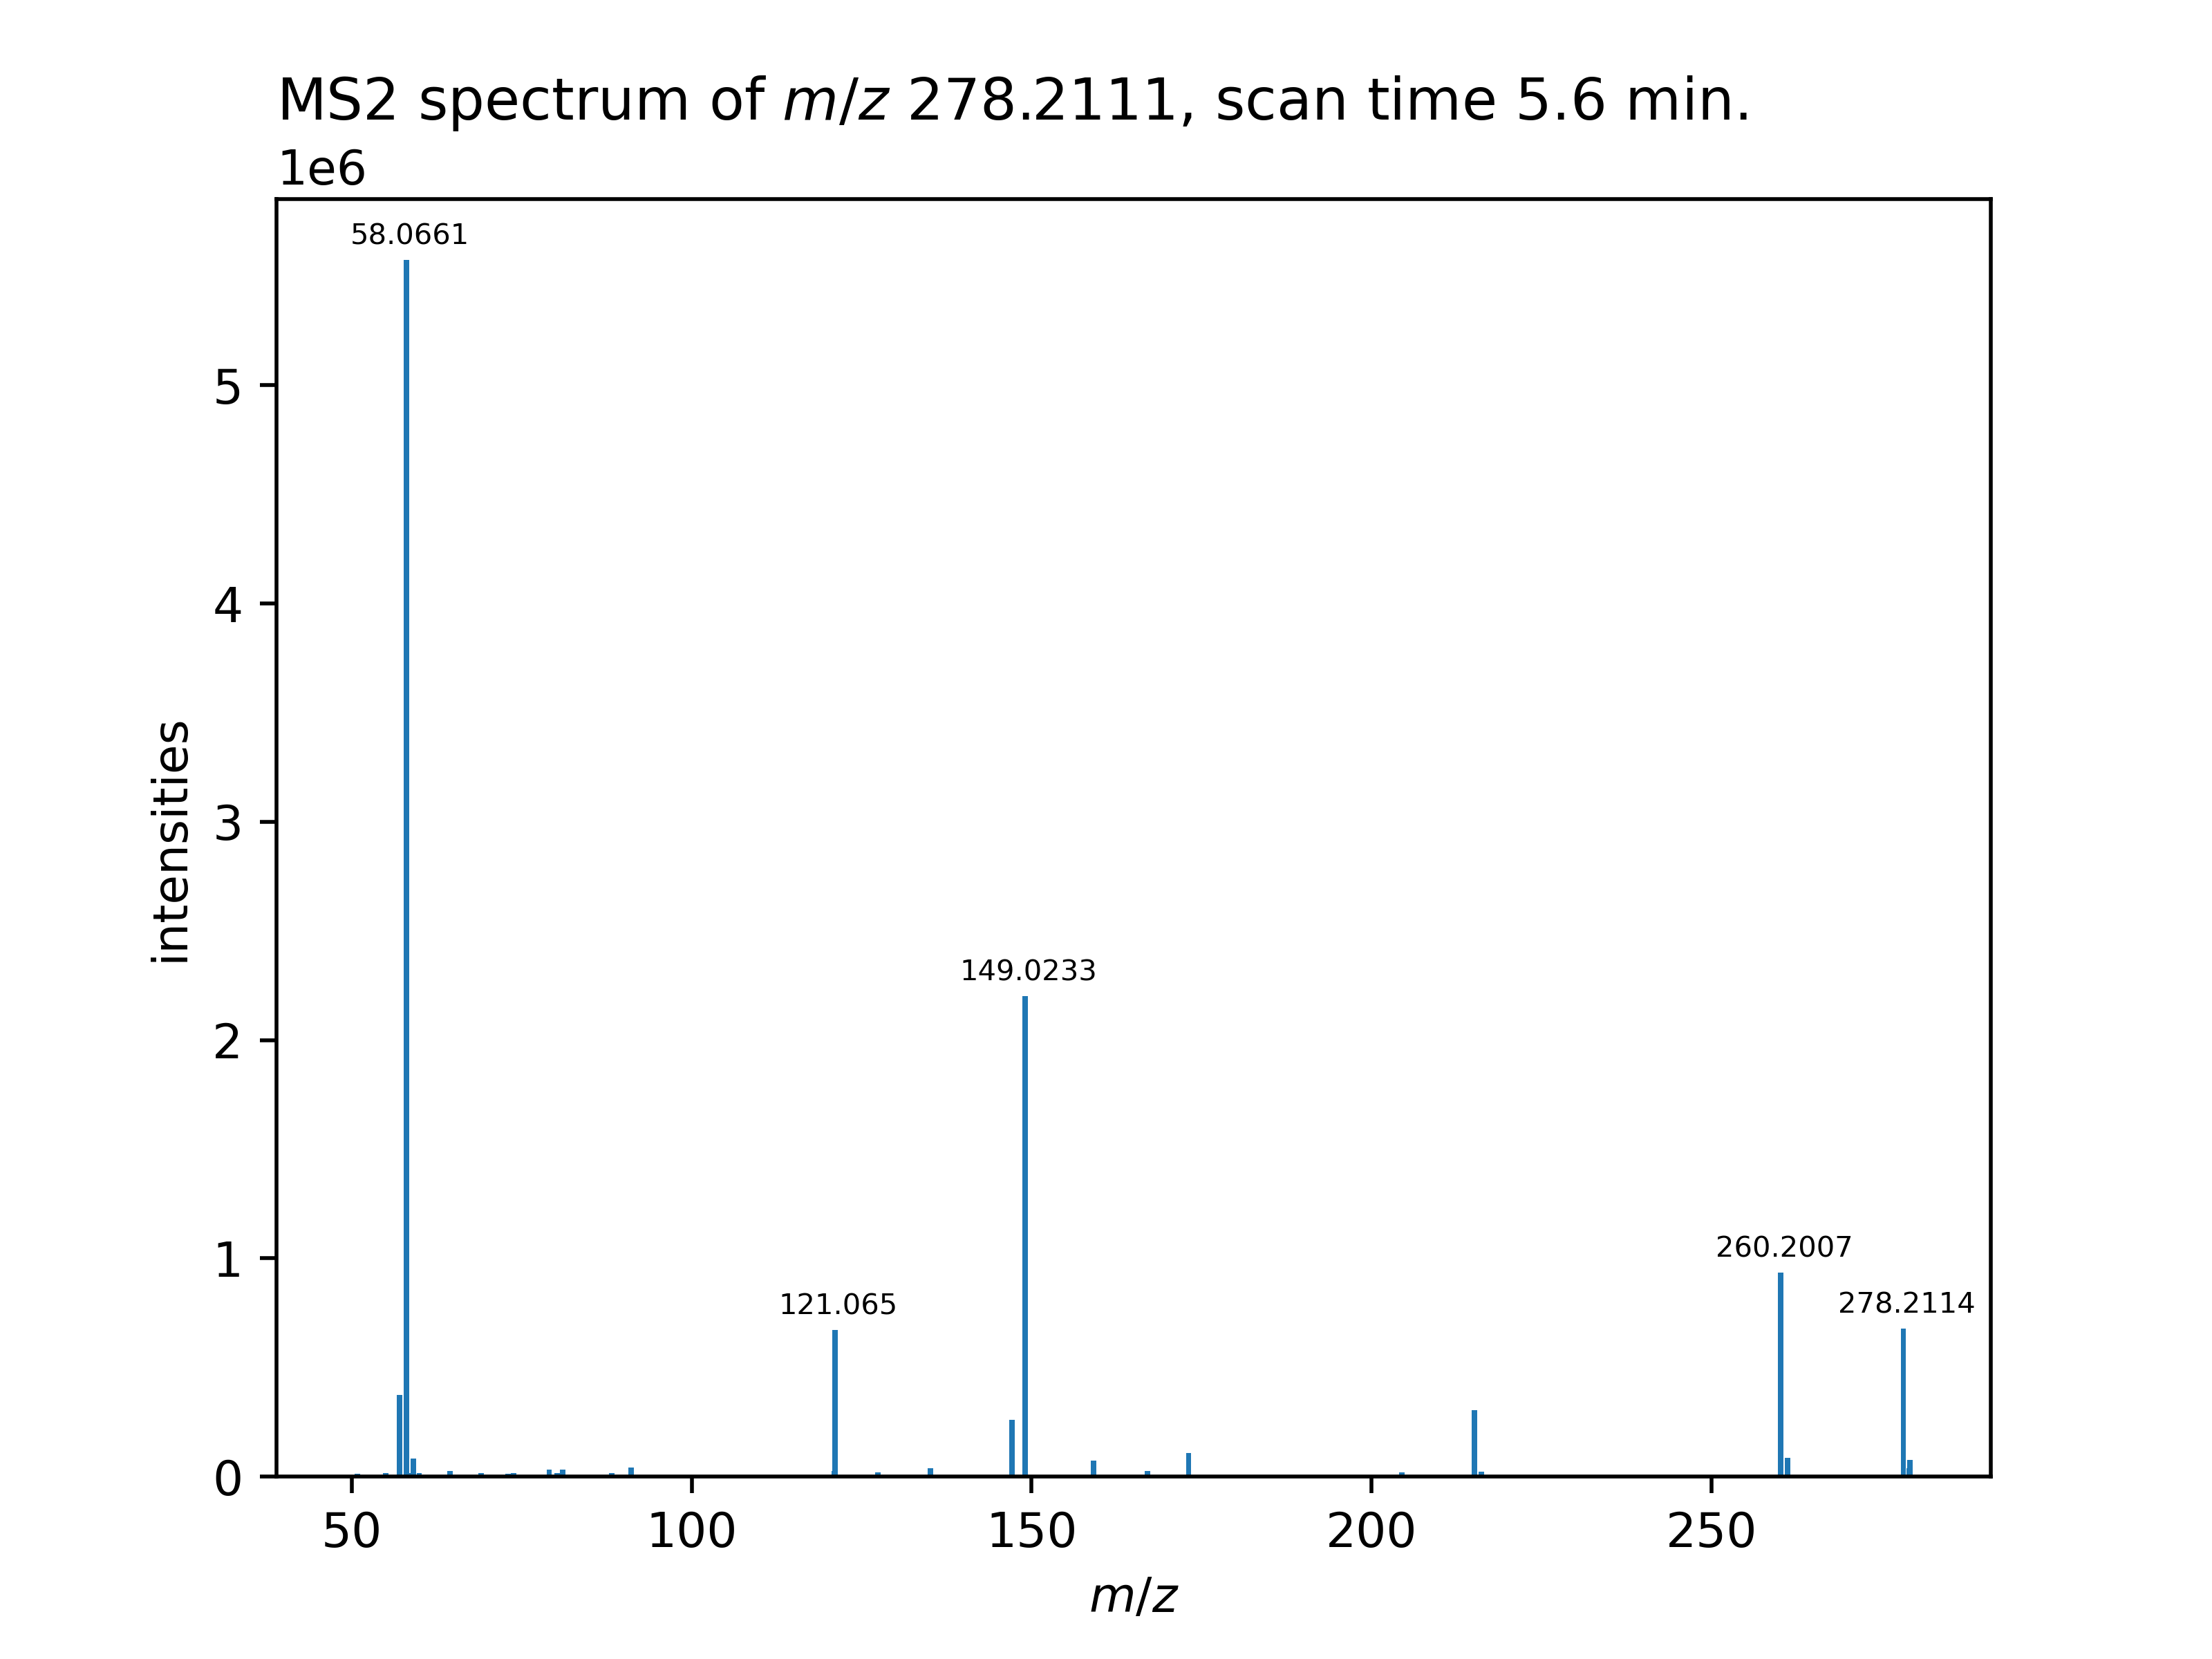 MS2 spectrum of m/z 278.2111, scan time 5.6 min.
1e6
58.0661
5
4
3
149.0233
2
260.2007
121.065
278.2114
1
0
50 100 150 200 250
m/z
intensities